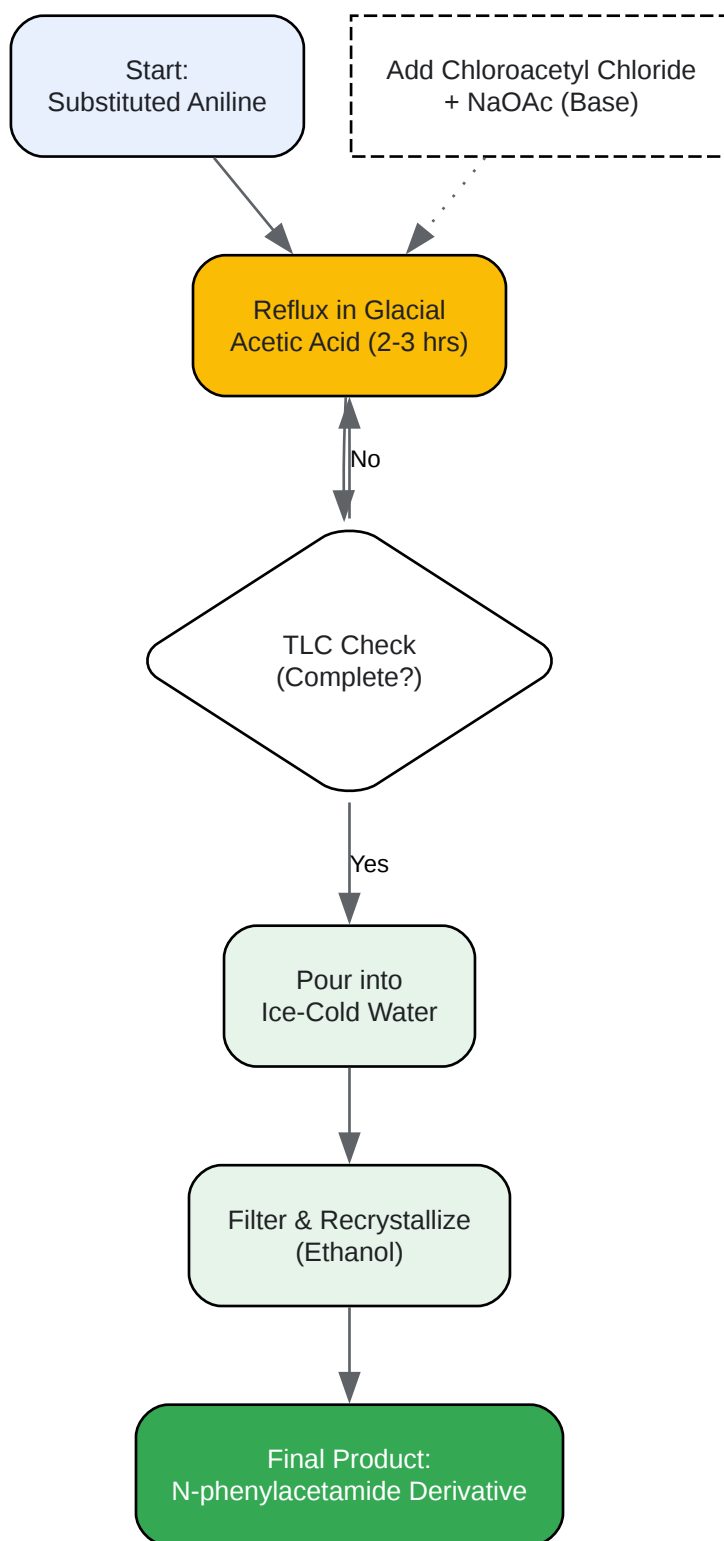 Start:
Substituted Aniline
Add Chloroacetyl Chloride
+ NaOAc (Base)
Reflux in Glacial
Acetic Acid (2-3 hrs)
No
TLC Check
(Complete?)
Yes
Pour into
Ice-Cold Water
Filter & Recrystallize
(Ethanol)
Final Product:
N-phenylacetamide Derivative